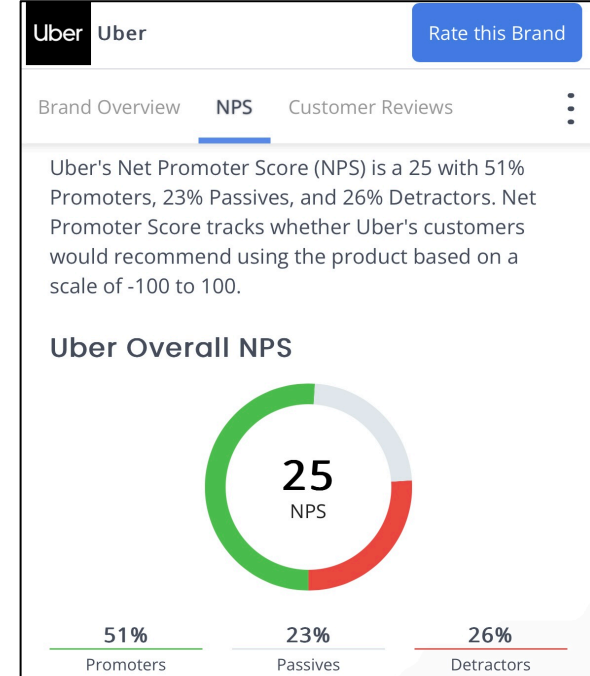 Uber Uber Rate this Brand
Brand Overview NPS Customer Reviews
Uber's Net Promoter Score (NPS) is a 25 with 51%
Promoters, 23% Passives, and 26% Detractors. Net
Promoter Score tracks whether Uber's customers
would recommend using the product based on a
scale of -100 to 100.
Uber Overall NPS
25
NPS
51% 23% 26%
Promoters Passives Detractors